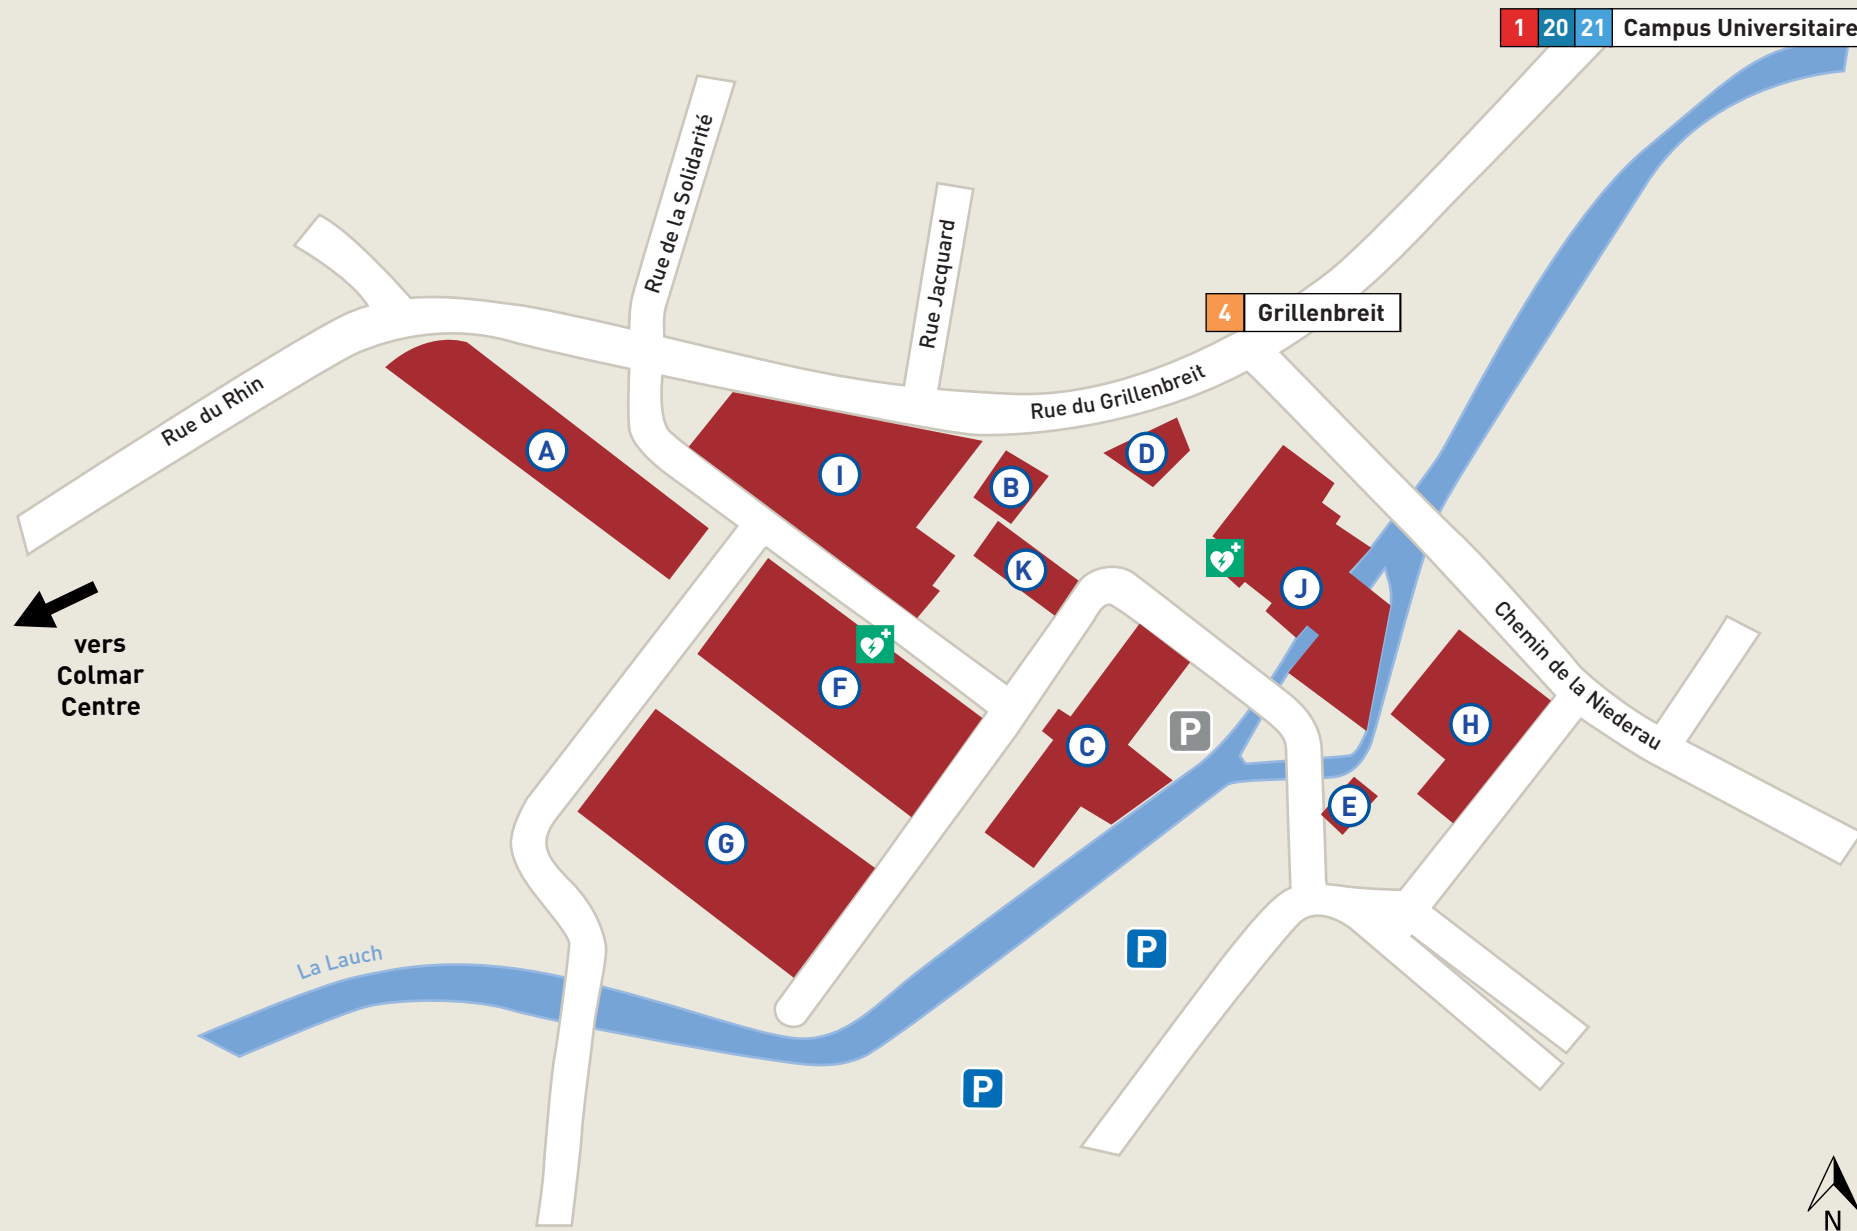 1 20 21 Campus Universitaire
Rue de la Solidarité
Rue Jacquard
4 Grillenbreit
Rue du Rhin
Rue du Grillenbreit
A
I
B
D
K
J
vers
Colmar
Centre
F
C
P
H
Chemin de la Niederau
E
G
La Lauch
P
P
N